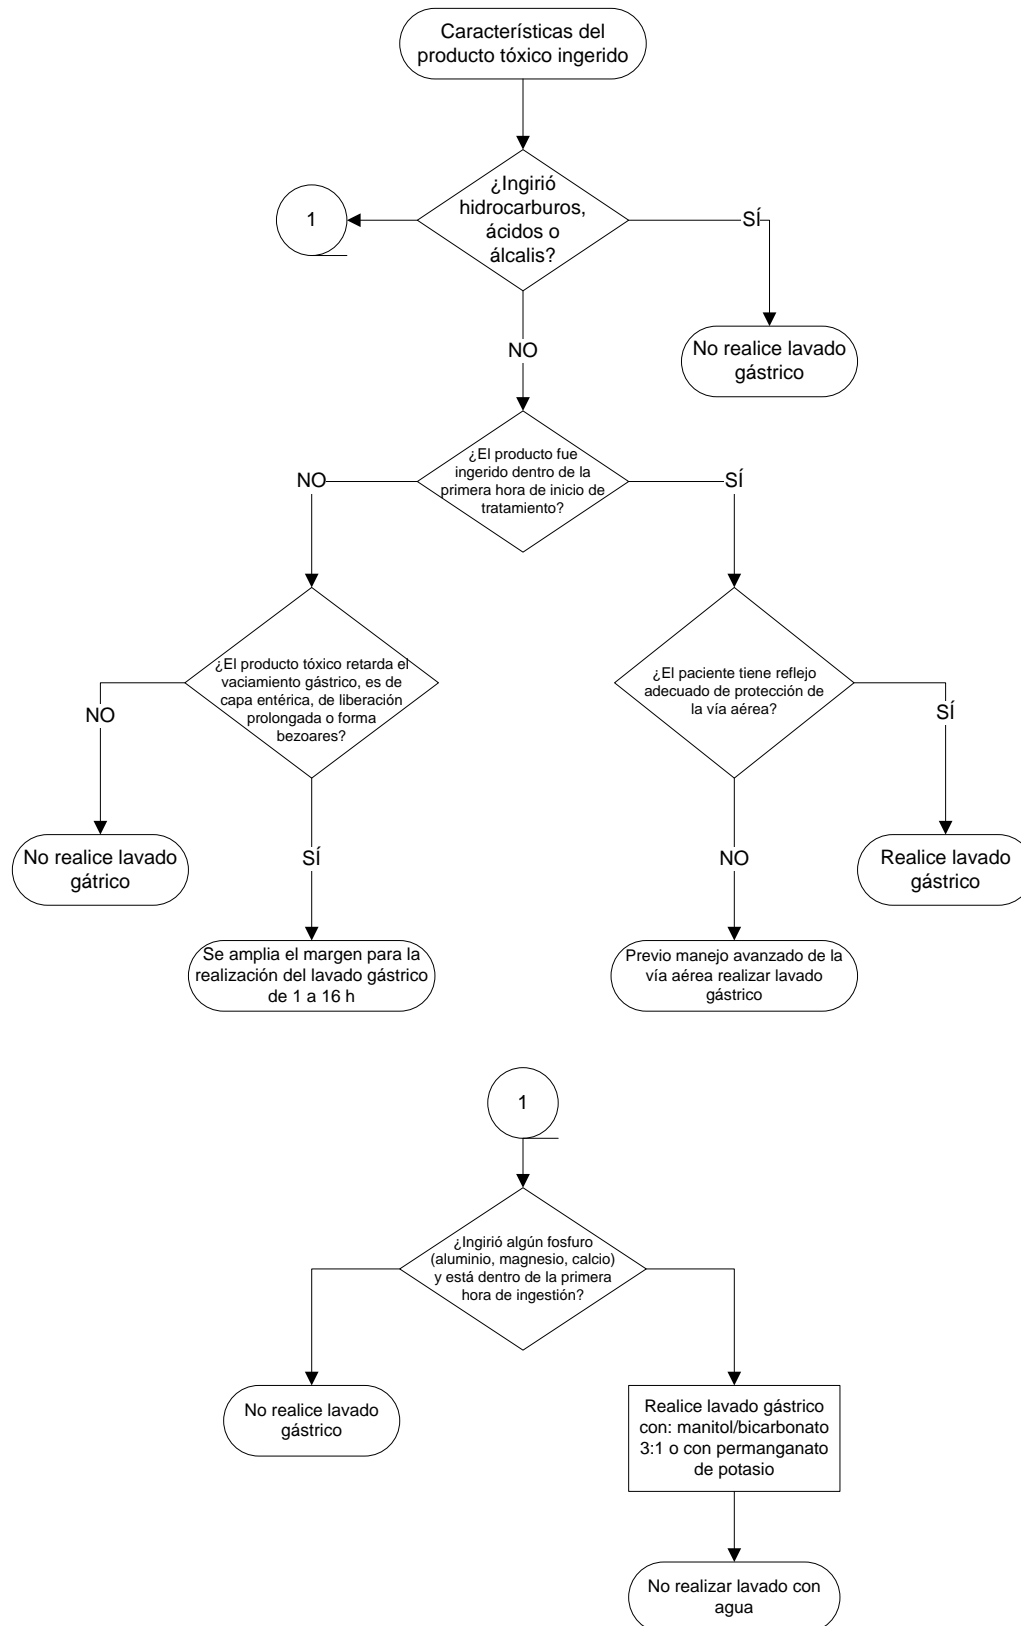 Características del
producto tóxico ingerido
¿Ingirió
hidrocarburos,
ácidos o
álcalis?
1
SÍ
NO
No realice lavado
gástrico
¿El producto fue
ingerido dentro de la
primera hora de inicio de
tratamiento?
NO
SÍ
¿El producto tóxico retarda el
vaciamiento gástrico, es de
capa entérica, de liberación
prolongada o forma
bezoares?
¿El paciente tiene reflejo
adecuado de protección de
la vía aérea?
NO
SÍ
SÍ
NO
No realice lavado
gátrico
Realice lavado
gástrico
Se amplia el margen para la
realización del lavado gástrico
de 1 a 16 h
Previo manejo avanzado de la
vía aérea realizar lavado
gástrico
1
¿Ingirió algún fosfuro
(aluminio, magnesio, calcio)
y está dentro de la primera
hora de ingestión?
No realice lavado
gástrico
Realice lavado gástrico
con: manitol/bicarbonato
3:1 o con permanganato
de potasio
No realizar lavado con
agua